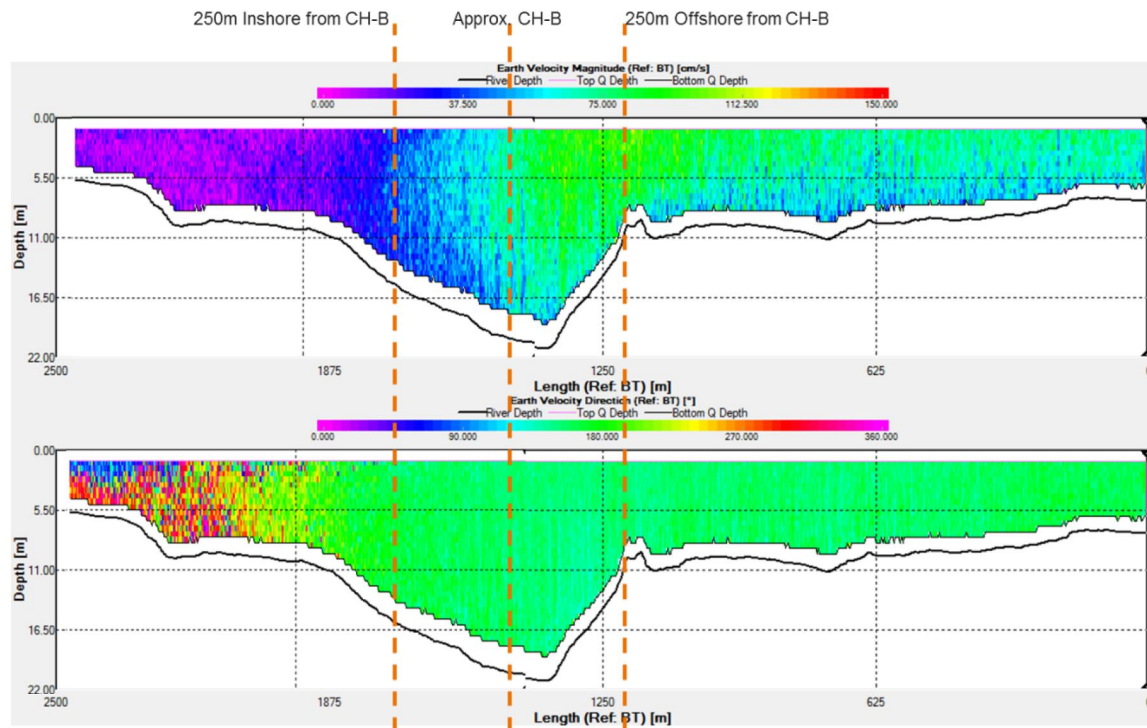 250m Inshore from CH-B Approx. CH-B 250m Offshore from CH-B
Earth Velocity Magnitude (Ref: BT) [cm/s]
River Depth Top Q Depth Bottom Q Depth
0.000 37.500 75.000 112.500 150.000
0.00
5.50
11.00
16.50
22.00
Depth [m]
2500 1875 1250 625
Length (Ref: BT) [m]
Earth Velocity Direction (Ref: BT) [°]
River Depth Top Q Depth Bottom Q Depth
0.000 90.000 180.000 270.000 360.000
0.00
5.50
11.00
16.50
22.00
Depth [m]
2500 1875 1250 625
Length (Ref: BT) [m]